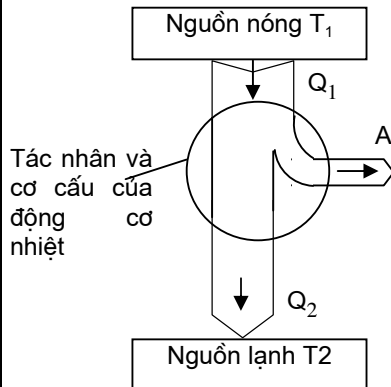 Nguồn nóng T₁
Q₁
A
Tác nhân và
cơ cấu của
động cơ
nhiệt
Q₂
Nguồn lạnh T2